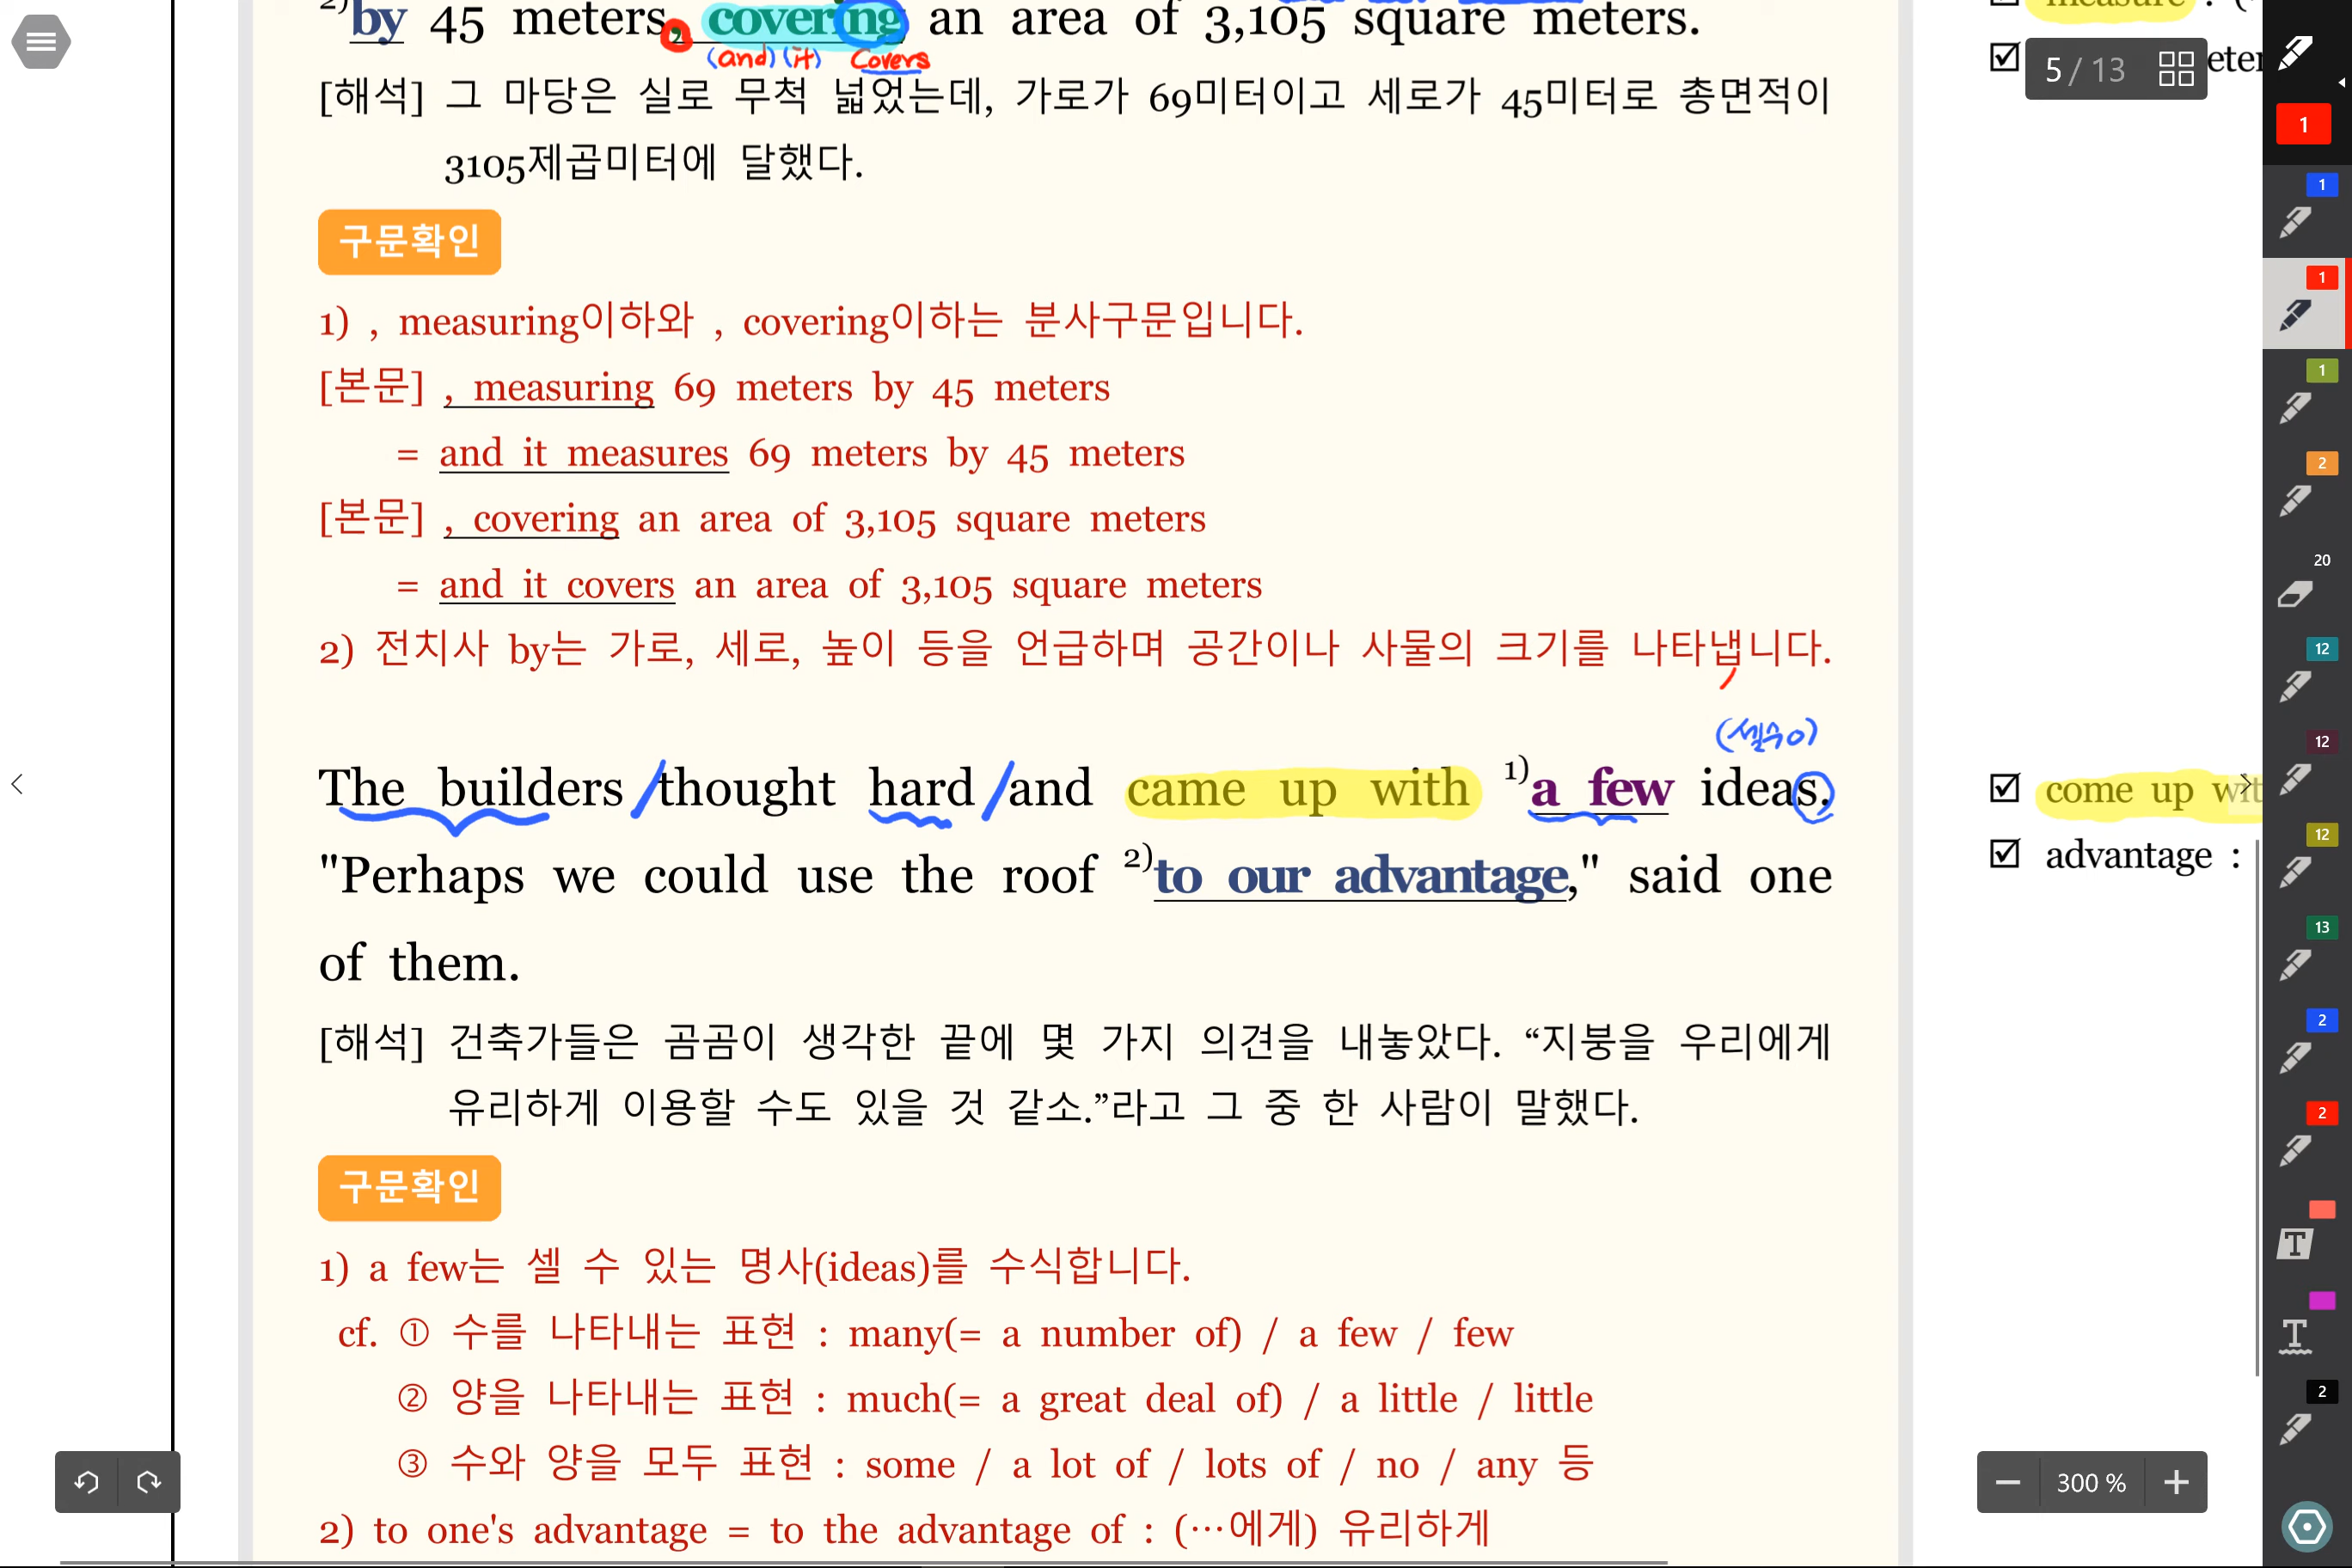 2)by 45 meters, covering an area of 3,105 square meters.
(and) (it) covers
[해석] 그 마당은 실로 무척 넓었는데, 가로가 69미터이고 세로가 45미터로 총면적이
3105제곱미터에 달했다.
구문확인
1) , measuring이하와 , covering이하는 분사구문입니다.
[본문] , measuring 69 meters by 45 meters
= and it measures 69 meters by 45 meters
[본문] , covering an area of 3,105 square meters
= and it covers an area of 3,105 square meters
2) 전치사 by는 가로, 세로, 높이 등을 언급하며 공간이나 사물의 크기를 나타냅니다.
(셀수o)
The builders / thought hard / and came up with 1)a few ideas.
"Perhaps we could use the roof 2)to our advantage," said one
of them.
[해석] 건축가들은 곰곰이 생각한 끝에 몇 가지 의견을 내놓았다. “지붕을 우리에게
유리하게 이용할 수도 있을 것 같소.”라고 그 중 한 사람이 말했다.
구문확인
1) a few는 셀 수 있는 명사(ideas)를 수식합니다.
cf. ① 수를 나타내는 표현 : many(= a number of) / a few / few
② 양을 나타내는 표현 : much(= a great deal of) / a little / little
③ 수와 양을 모두 표현 : some / a lot of / lots of / no / any 등
2) to one's advantage = to the advantage of : (…에게) 유리하게
measure : (
5 / 13
☑ come up wit
☑ advantage :
1
1
1
1
2
20
12
12
12
13
2
2
T
T
2
300 %